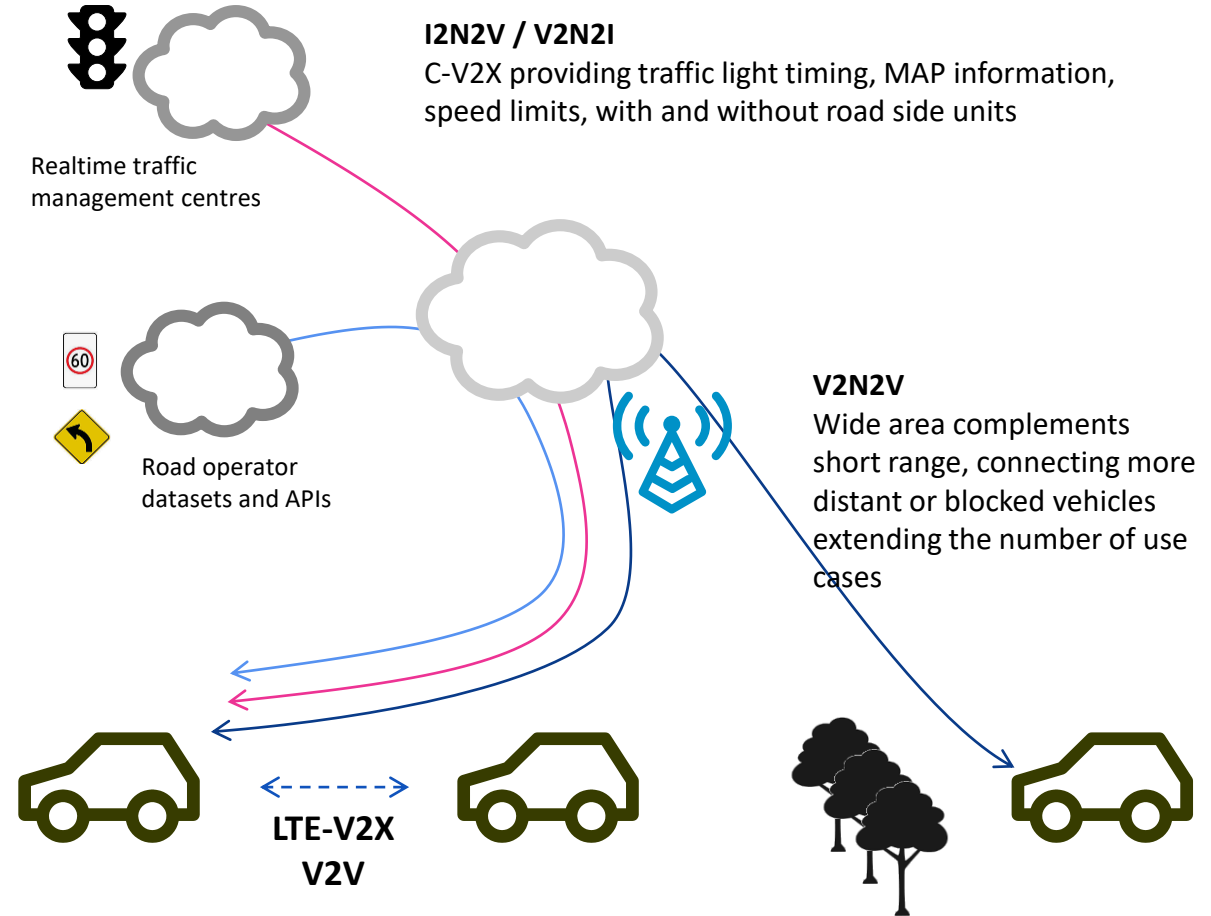 I2N2V / V2N2I
C-V2X providing traffic light timing, MAP information,
speed limits, with and without road side units
Realtime traffic
management centres
60
Road operator
datasets and APIs
V2N2V
Wide area complements
short range, connecting more
distant or blocked vehicles
extending the number of use
cases
LTE-V2X
V2V